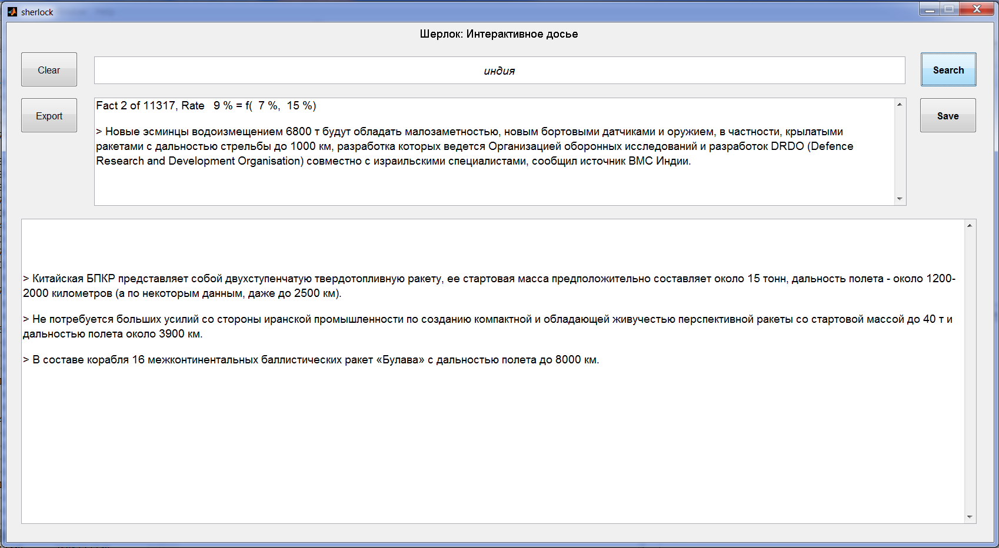 sherlock
Шерлок: Интерактивное досье
Clear
индия
Search
Export
Fact 2 of 11317, Rate 9 % = f( 7 %, 15 %)
Save
> Новые эсминцы водоизмещением 6800 т будут обладать малозаметностью, новым бортовыми датчиками и оружием, в частности, крылатыми
ракетами с дальностью стрельбы до 1000 км, разработка которых ведется Организацией оборонных исследований и разработок DRDO (Defence
Research and Development Organisation) совместно с израильскими специалистами, сообщил источник ВМС Индии.
> Китайская БПКР представляет собой двухступенчатую твердотопливную ракету, ее стартовая масса предположительно составляет около 15 тонн, дальность полета - около 1200-
2000 километров (а по некоторым данным, даже до 2500 км).
> Не потребуется больших усилий со стороны иранской промышленности по созданию компактной и обладающей живучестью перспективной ракеты со стартовой массой до 40 т и
дальностью полета около 3900 км.
> В составе корабля 16 межконтинентальных баллистических ракет «Булава» с дальностью полета до 8000 км.